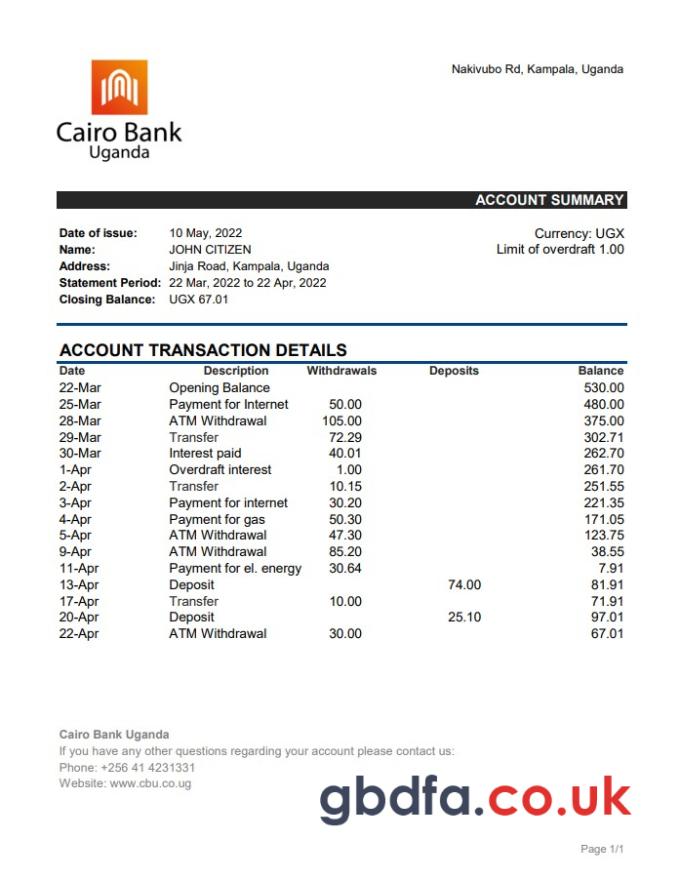 Nakivubo Rd, Kampala, Uganda
Cairo Bank
Uganda
ACCOUNT SUMMARY
Date of issue: 10 May, 2022
Currency: UGX
Name: JOHN CITIZEN
Limit of overdraft 1.00
Address: Jinja Road, Kampala, Uganda
Statement Period: 22 Mar, 2022 to 22 Apr, 2022
Closing Balance: UGX 67.01
ACCOUNT TRANSACTION DETAILS
Date Description Withdrawals Deposits Balance
22-Mar Opening Balance 530.00
25-Mar Payment for Internet 50.00 480.00
28-Mar ATM Withdrawal 105.00 375.00
29-Mar Transfer 72.29 302.71
30-Mar Interest paid 40.01 262.70
1-Apr Overdraft interest 1.00 261.70
2-Apr Transfer 10.15 251.55
3-Apr Payment for internet 30.20 221.35
4-Apr Payment for gas 50.30 171.05
5-Apr ATM Withdrawal 47.30 123.75
9-Apr ATM Withdrawal 85.20 38.55
11-Apr Payment for el. energy 30.64 7.91
13-Apr Deposit 74.00 81.91
17-Apr Transfer 10.00 71.91
20-Apr Deposit 25.10 97.01
22-Apr ATM Withdrawal 30.00 67.01
Cairo Bank Uganda
If you have any other questions regarding your account please contact us:
Phone: +256 41 4231331
Website: www.cbu.co.ug
gbdfa.co.uk
Page 1/1